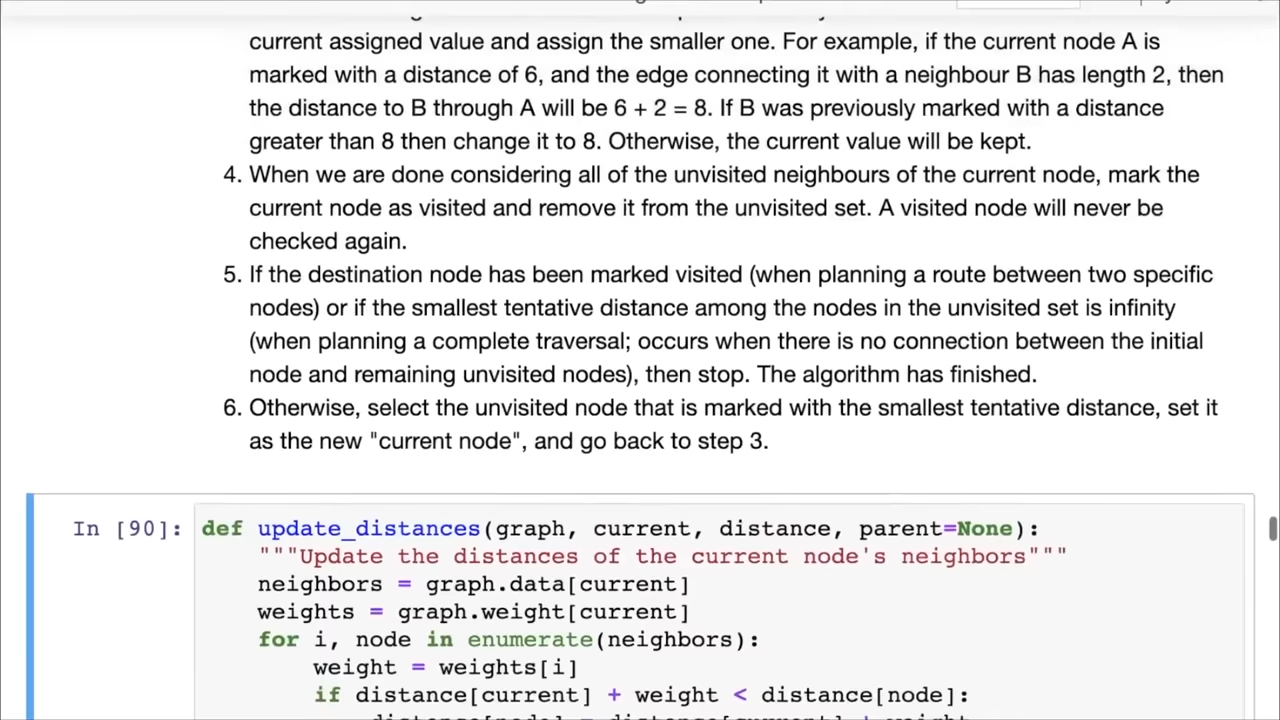 current assigned value and assign the smaller one. For example, if the current node A is
marked with a distance of 6, and the edge connecting it with a neighbour B has length 2, then
the distance to B through A will be 6 + 2 = 8. If B was previously marked with a distance
greater than 8 then change it to 8. Otherwise, the current value will be kept.
4. When we are done considering all of the unvisited neighbours of the current node, mark the
current node as visited and remove it from the unvisited set. A visited node will never be
checked again.
5. If the destination node has been marked visited (when planning a route between two specific
nodes) or if the smallest tentative distance among the nodes in the unvisited set is infinity
(when planning a complete traversal; occurs when there is no connection between the initial
node and remaining unvisited nodes), then stop. The algorithm has finished.
6. Otherwise, select the unvisited node that is marked with the smallest tentative distance, set it
as the new "current node", and go back to step 3.
In [90]: def update_distances(graph, current, distance, parent=None):
"""Update the distances of the current node's neighbors"""
neighbors = graph.data[current]
weights = graph.weight[current]
for i, node in enumerate(neighbors):
weight = weights[i]
if distance[current] + weight < distance[node]:
distance[node] = distance[current] + weight